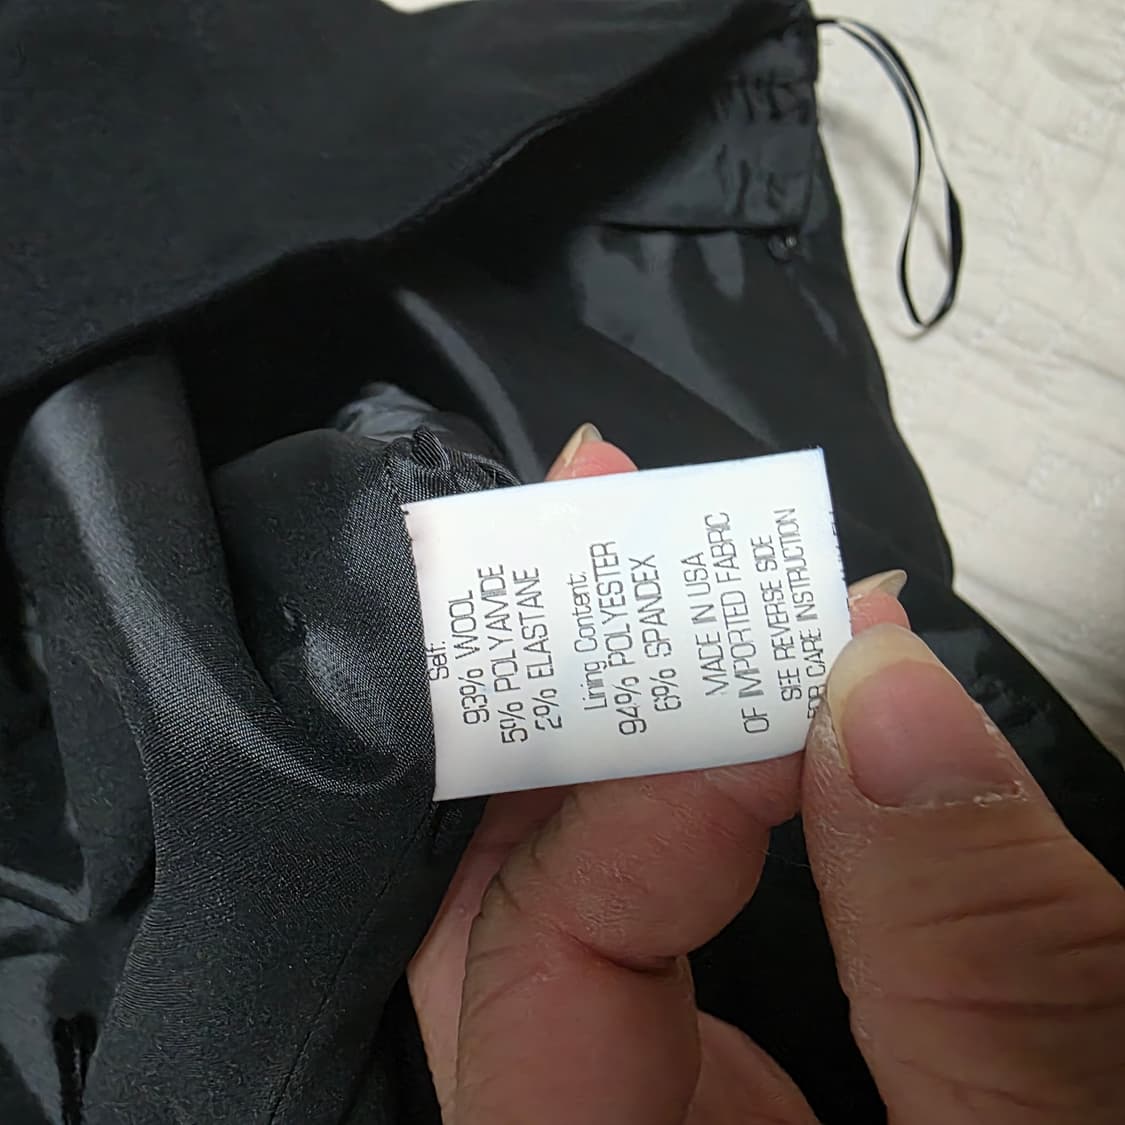 Self:
93% WOOL
5% POLYAMIDE
2% ELASTANE
Lining Content:
94% POLYESTER
6% SPANDEX
MADE IN USA
OF IMPORTED FABRIC
SEE REVERSE SIDE
FOR CARE INSTRUCTION